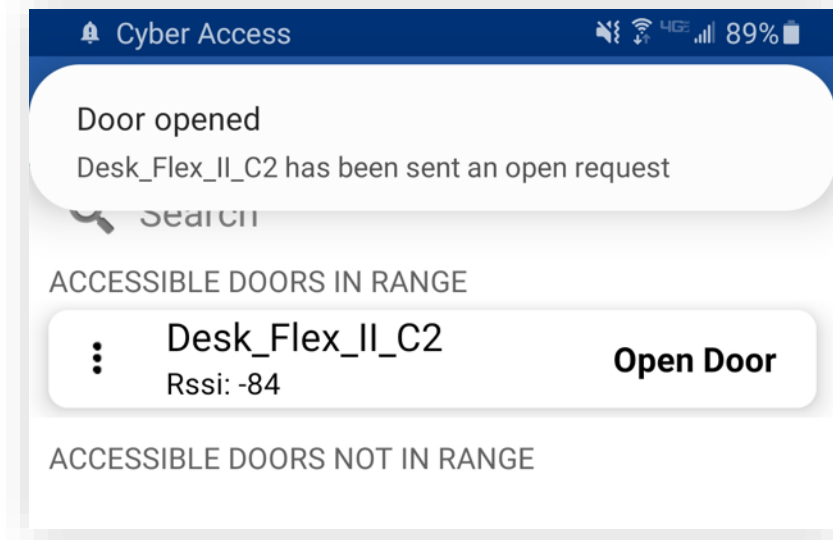 Cyber Access 4GE 89%
Door opened
Desk_Flex_II_C2 has been sent an open request
Search
ACCESSIBLE DOORS IN RANGE
Desk_Flex_II_C2
Rssi: -84
Open Door
ACCESSIBLE DOORS NOT IN RANGE